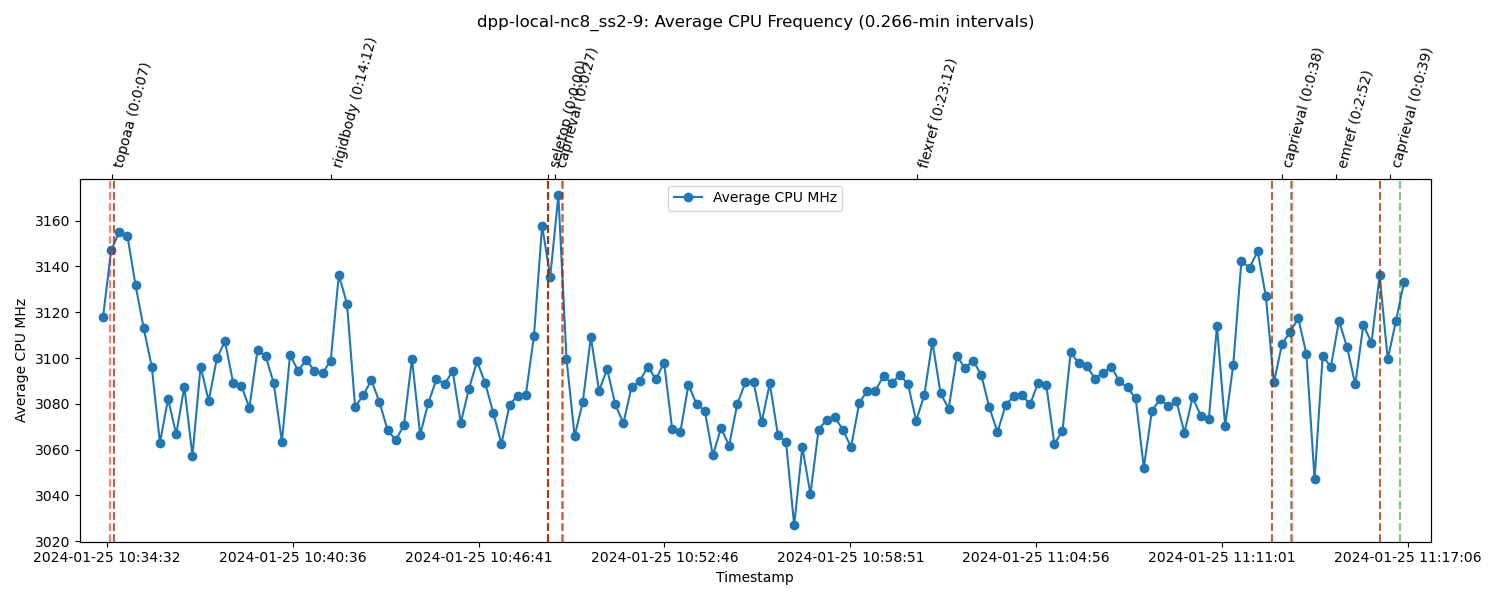 dpp-local-nc8_ss2-9: Average CPU Frequency (0.266-min intervals)
topoaa (0:0:07)
rigidbody (0:14:12)
seletop (0:0:00)
caprieval (0:0:27)
flexref (0:23:12)
caprieval (0:0:38)
emref (0:2:52)
caprieval (0:0:39)
Average CPU MHz
3160
3140
3120
3100
3080
3060
3040
3020
Average CPU MHz
2024-01-25 10:34:32
2024-01-25 10:40:36
2024-01-25 10:46:41
2024-01-25 10:52:46
2024-01-25 10:58:51
2024-01-25 11:04:56
2024-01-25 11:11:01
2024-01-25 11:17:06
Timestamp